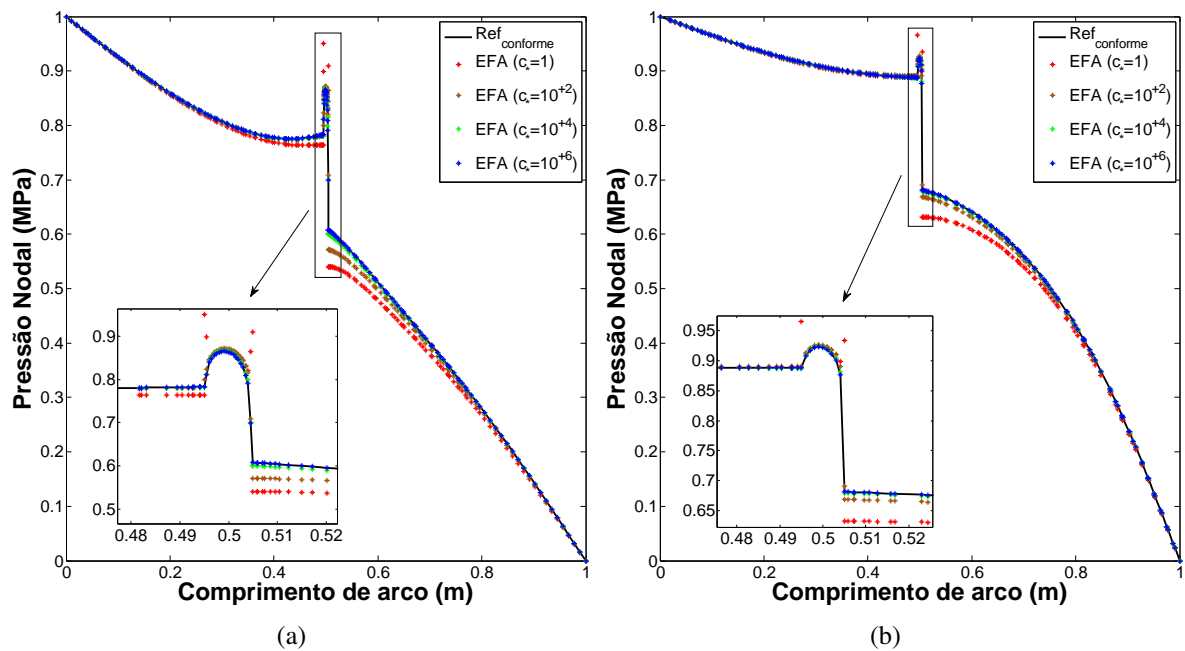 1
0.9
0.8
0.7
0.6
0.5
0.4
0.3
0.2
0.1
0
Pressão Nodal (MPa)
Ref conforme
EFA (c*=1)
EFA (c*=10+2)
EFA (c*=10+4)
EFA (c*=10+6)
0.9
0.8
0.7
0.6
0.5
0.48 0.49 0.5 0.51 0.52
0 0.2 0.4 0.6 0.8 1
Comprimento de arco (m)
(a)
1
0.9
0.8
0.7
0.6
0.5
0.4
0.3
0.2
0.1
0
Pressão Nodal (MPa)
Ref conforme
EFA (c*=1)
EFA (c*=10+2)
EFA (c*=10+4)
EFA (c*=10+6)
0.95
0.9
0.85
0.8
0.75
0.7
0.65
0.48 0.49 0.5 0.51 0.52
0 0.2 0.4 0.6 0.8 1
Comprimento de arco (m)
(b)